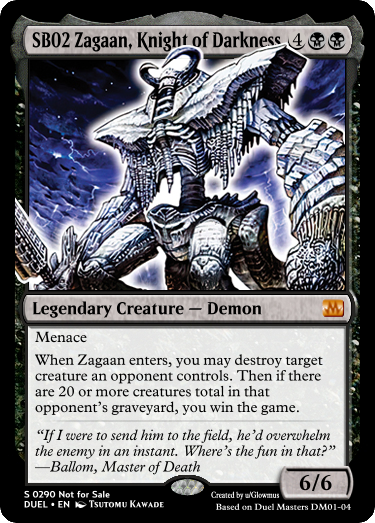 SB02 Zagaan, Knight of Darkness 4
Legendary Creature — Demon
Menace
When Zagaan enters, you may destroy target
creature an opponent controls. Then if there
are 20 or more creatures total in that
opponent's graveyard, you win the game.
“If I were to send him to the field, he'd overwhelm
the enemy in an instant. Where's the fun in that?”
—Ballom, Master of Death
6/6
S 0290 Not for Sale
DUEL • EN Tsutomu Kawade
Created by u/Glowmus
Based on Duel Masters DM01-04